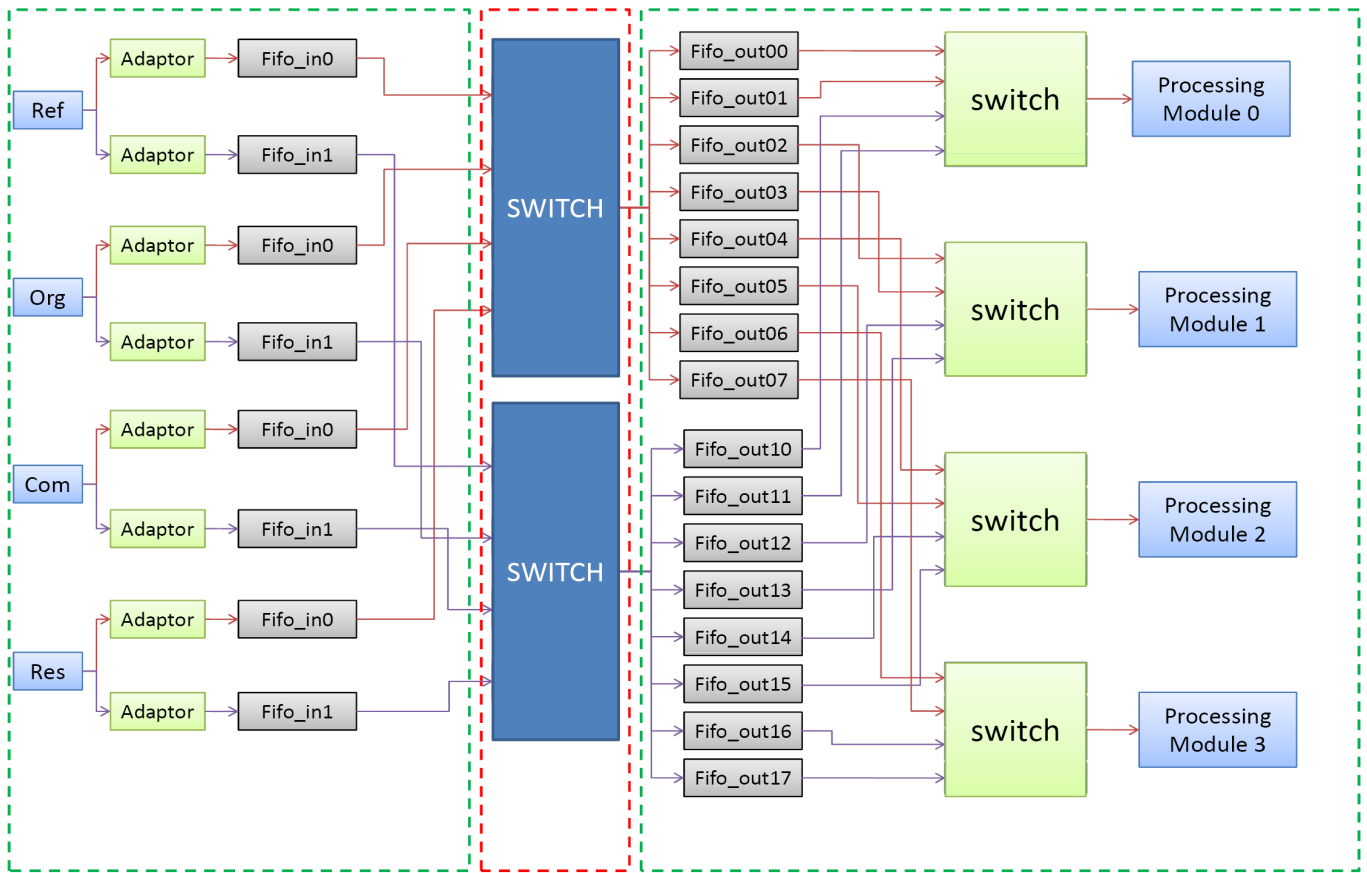 Ref
Adaptor
Fifo_in0
Adaptor
Fifo_in1
Org
Adaptor
Fifo_in0
Adaptor
Fifo_in1
Com
Adaptor
Fifo_in0
Adaptor
Fifo_in1
Res
Adaptor
Fifo_in0
Adaptor
Fifo_in1
SWITCH
SWITCH
Fifo_out00
Fifo_out01
Fifo_out02
Fifo_out03
Fifo_out04
Fifo_out05
Fifo_out06
Fifo_out07
Fifo_out10
Fifo_out11
Fifo_out12
Fifo_out13
Fifo_out14
Fifo_out15
Fifo_out16
Fifo_out17
switch
Processing
Module 0
switch
Processing
Module 1
switch
Processing
Module 2
switch
Processing
Module 3